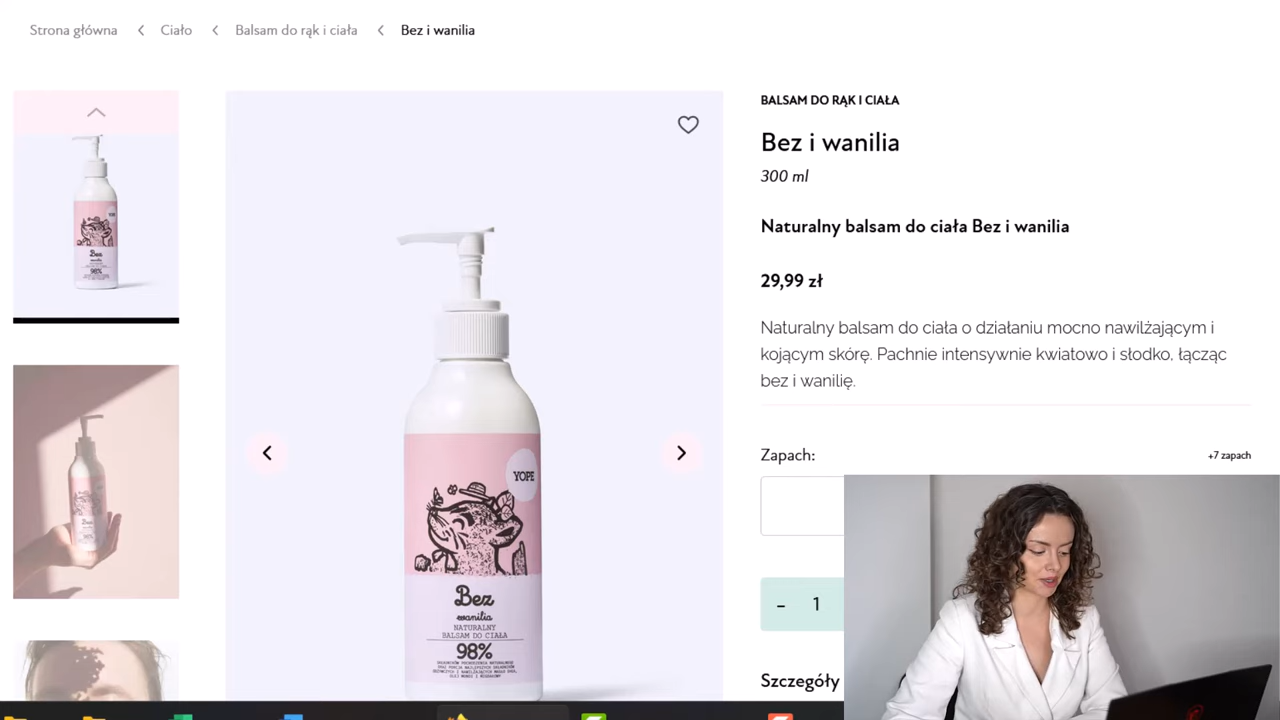 Strona główna
Ciało
Balsam do rąk i ciała
Bez i wanilia
BALSAM DO RĄK I CIAŁA
Bez i wanilia
300 ml
Naturalny balsam do ciała Bez i wanilia
29,99 zł
Naturalny balsam do ciała o działaniu mocno nawilżającym i
kojącym skórę. Pachnie intensywnie kwiatowo i słodko, łącząc
bez i wanilię.
Zapach:
+7 zapach
- 1
Szczegóły
YOPE
Bez
wanilia
NATURALNY
BALSAM DO CIAŁA
98%